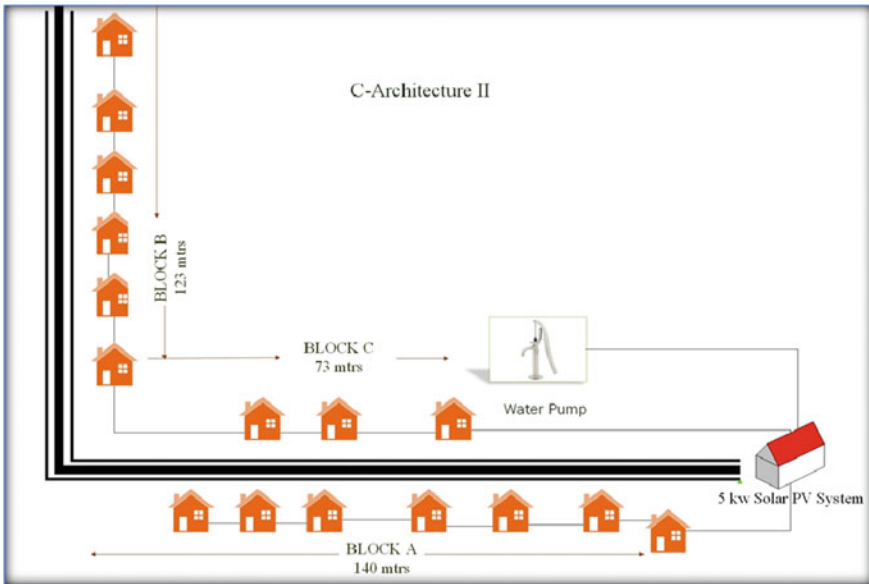 C-Architecture II
BLOCK B
123 mtrs
BLOCK C
73 mtrs
Water Pump
5 kw Solar PV System
BLOCK A
140 mtrs